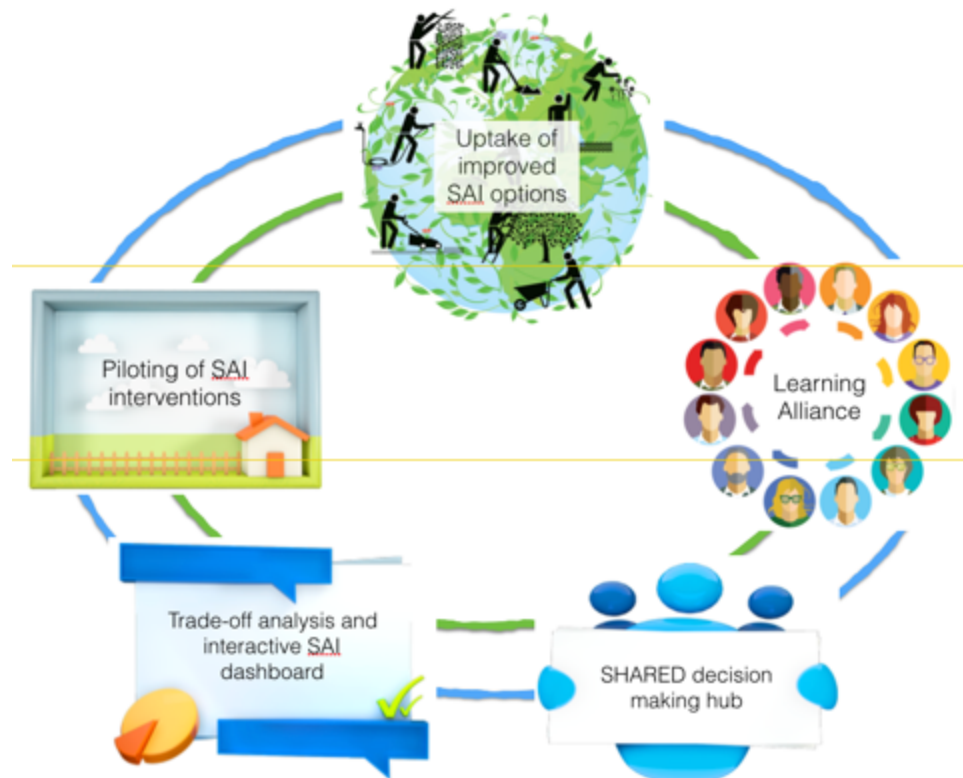 Uptake of
improved
SAI options
Piloting of SAI
interventions
Learning
Alliance
Trade-off analysis and
interactive SAI
dashboard
SHARED decision
making hub